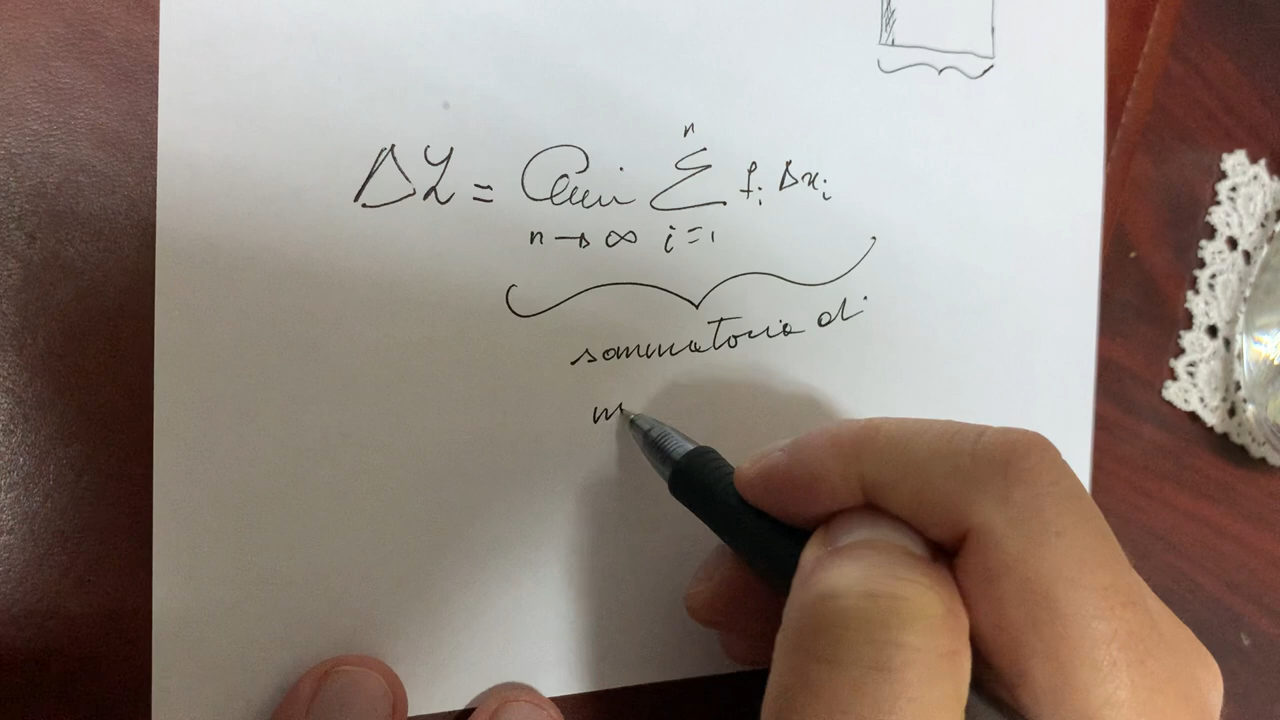 ΔL = lim Σ fᵢ Δxᵢ
n
n → ∞ i = 1
sommatoria di